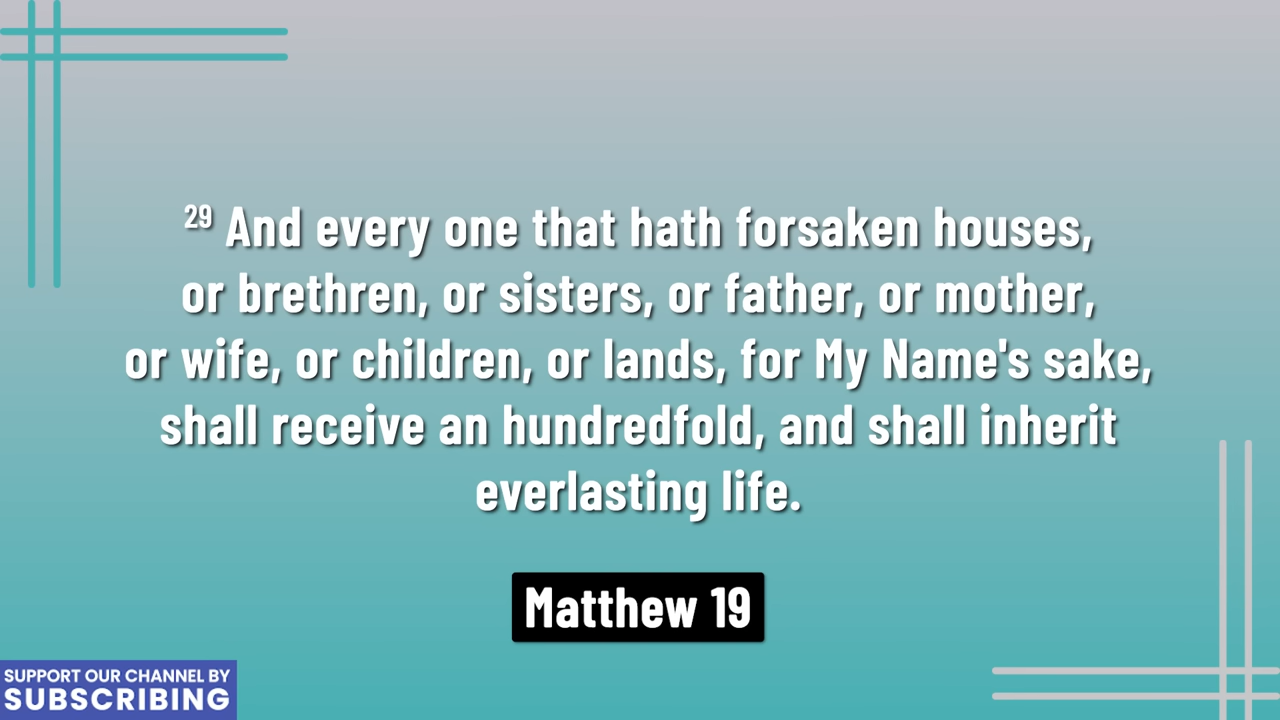 29 And every one that hath forsaken houses,
or brethren, or sisters, or father, or mother,
or wife, or children, or lands, for My Name's sake,
shall receive an hundredfold, and shall inherit
everlasting life.
Matthew 19
SUPPORT OUR CHANNEL BY
SUBSCRIBING